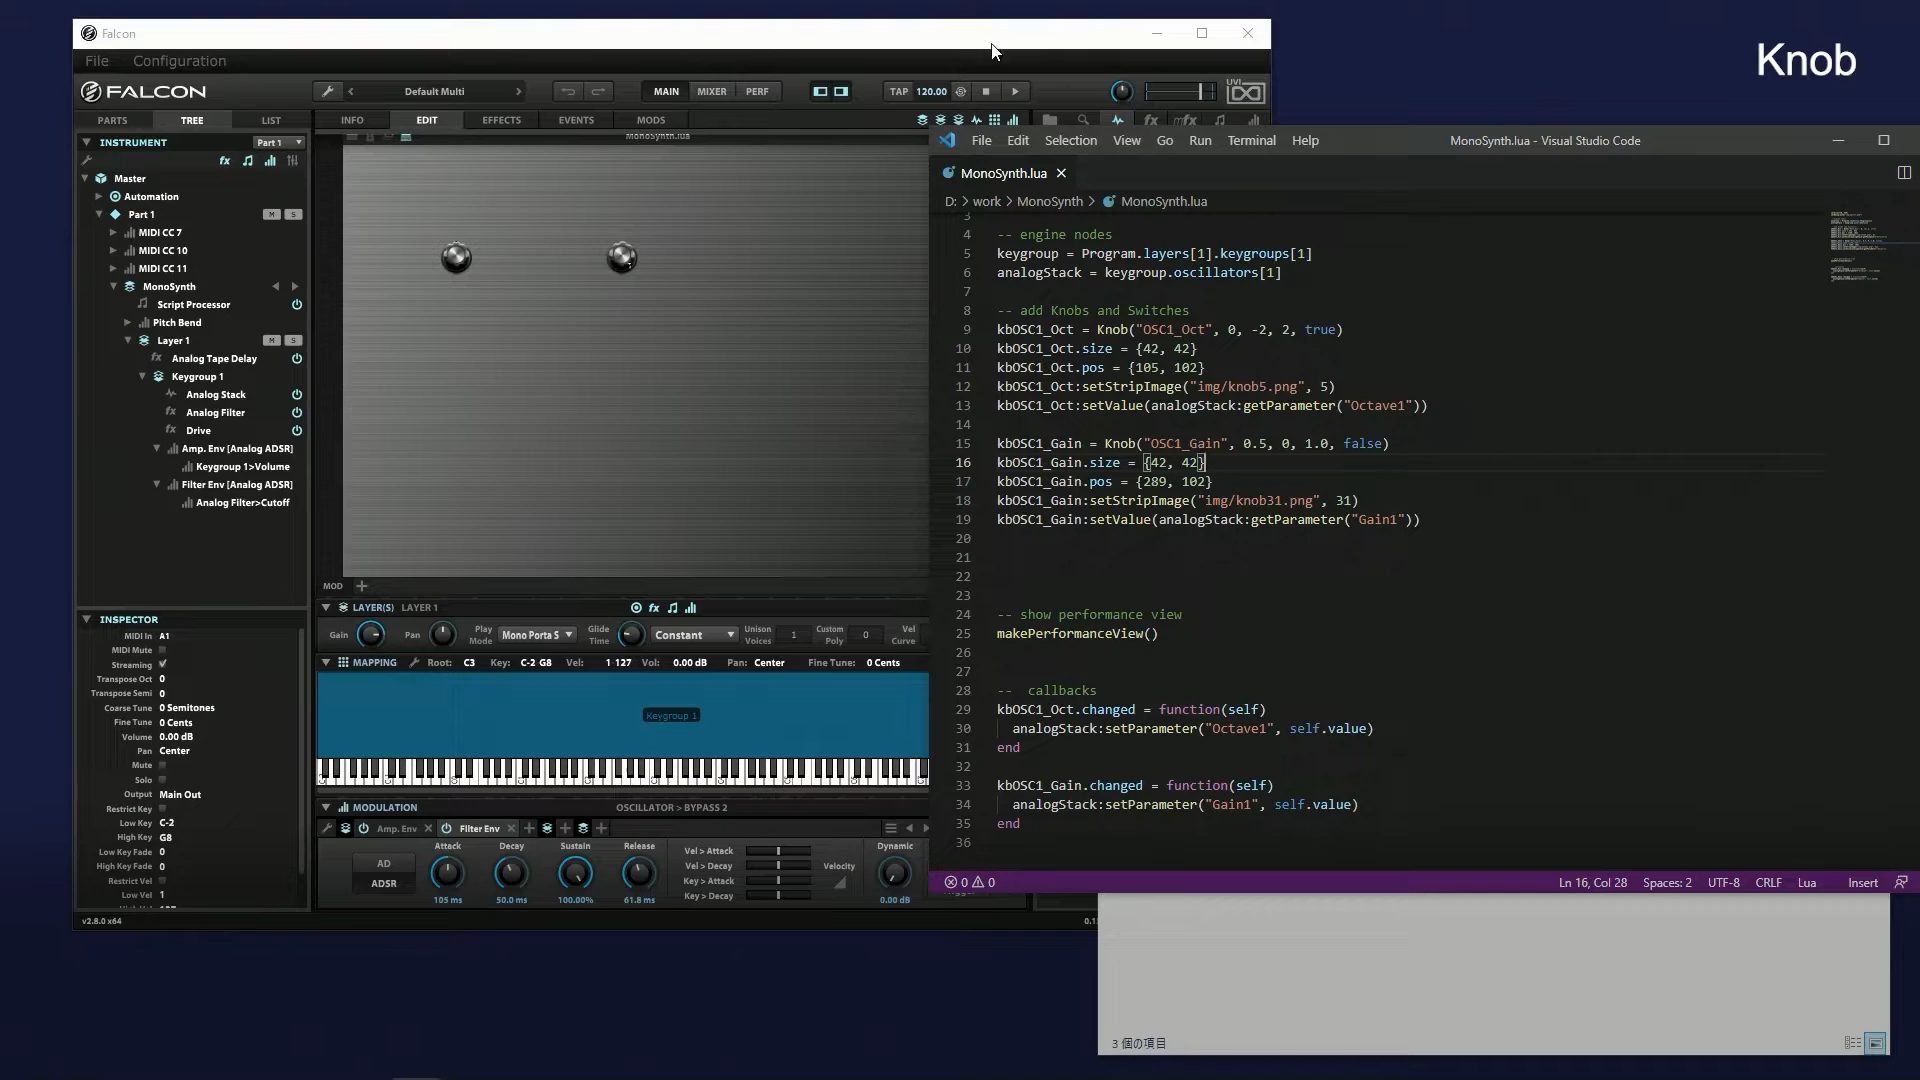 Falcon
Knob
File Configuration
FALCON
Default Multi
MAIN MIXER PERF
TAP 120.00
UVI
PARTS TREE LIST
INFO EDIT EFFECTS EVENTS MODS
MonoSynth.lua
INSTRUMENT
Part 1
Master
Automation
Part 1
M S
MIDI CC 7
MIDI CC 10
MIDI CC 11
MonoSynth
Script Processor
Pitch Bend
Layer 1
M S
Analog Tape Delay
Keygroup 1
Analog Stack
Analog Filter
Drive
Amp. Env [Analog ADSR]
Keygroup 1>Volume
Filter Env [Analog ADSR]
Analog Filter>Cutoff
INSPECTOR
MIDI In A1
MIDI Mute
Streaming
Transpose Oct 0
Transpose Semi 0
Coarse Tune 0 Semitones
Fine Tune 0 Cents
Volume 0.00 dB
Pan Center
Mute
Solo
Output Main Out
Restrict Key
Low Key C-2
High Key G8
Low Key Fade 0
High Key Fade 0
Restrict Vel
Low Vel 1
v2.8.0 x64
MOD
LAYER(S) LAYER 1
Gain Pan Play Mode Mono Porta S Glide Time Constant Unison Voices 1 Custom Poly 0 Vel Curve
MAPPING Root: C3 Key: C-2 G8 Vel: 1 127 Vol: 0.00 dB Pan: Center Fine Tune: 0 Cents
Keygroup 1
MODULATION
OSCILLATOR > BYPASS 2
Amp. Env Filter Env
AD
ADSR
Attack Decay Sustain Release
105 ms 50.0 ms 100.00% 61.8 ms
Vel > Attack
Vel > Decay
Key > Attack
Key > Decay
Velocity
Dynamic
0.00 dB
File Edit Selection View Go Run Terminal Help
MonoSynth.lua - Visual Studio Code
MonoSynth.lua
D: > work > MonoSynth > MonoSynth.lua
3
4 -- engine nodes
5 keygroup = Program.layers[1].keygroups[1]
6 analogStack = keygroup.oscillators[1]
7
8 -- add Knobs and Switches
9 kbOSC1_Oct = Knob("OSC1_Oct", 0, -2, 2, true)
10 kbOSC1_Oct.size = {42, 42}
11 kbOSC1_Oct.pos = {105, 102}
12 kbOSC1_Oct:setStripImage("img/knob5.png", 5)
13 kbOSC1_Oct:setValue(analogStack:getParameter("Octave1"))
14
15 kbOSC1_Gain = Knob("OSC1_Gain", 0.5, 0, 1.0, false)
16 kbOSC1_Gain.size = {42, 42}
17 kbOSC1_Gain.pos = {289, 102}
18 kbOSC1_Gain:setStripImage("img/knob31.png", 31)
19 kbOSC1_Gain:setValue(analogStack:getParameter("Gain1"))
20
21
22
23
24 -- show performance view
25 makePerformanceView()
26
27
28 --  callbacks
29 kbOSC1_Oct.changed = function(self)
30 analogStack:setParameter("Octave1", self.value)
31 end
32
33 kbOSC1_Gain.changed = function(self)
34 analogStack:setParameter("Gain1", self.value)
35 end
36
0 0
Ln 16, Col 28 Spaces: 2 UTF-8 CRLF Lua Insert
3 個の項目